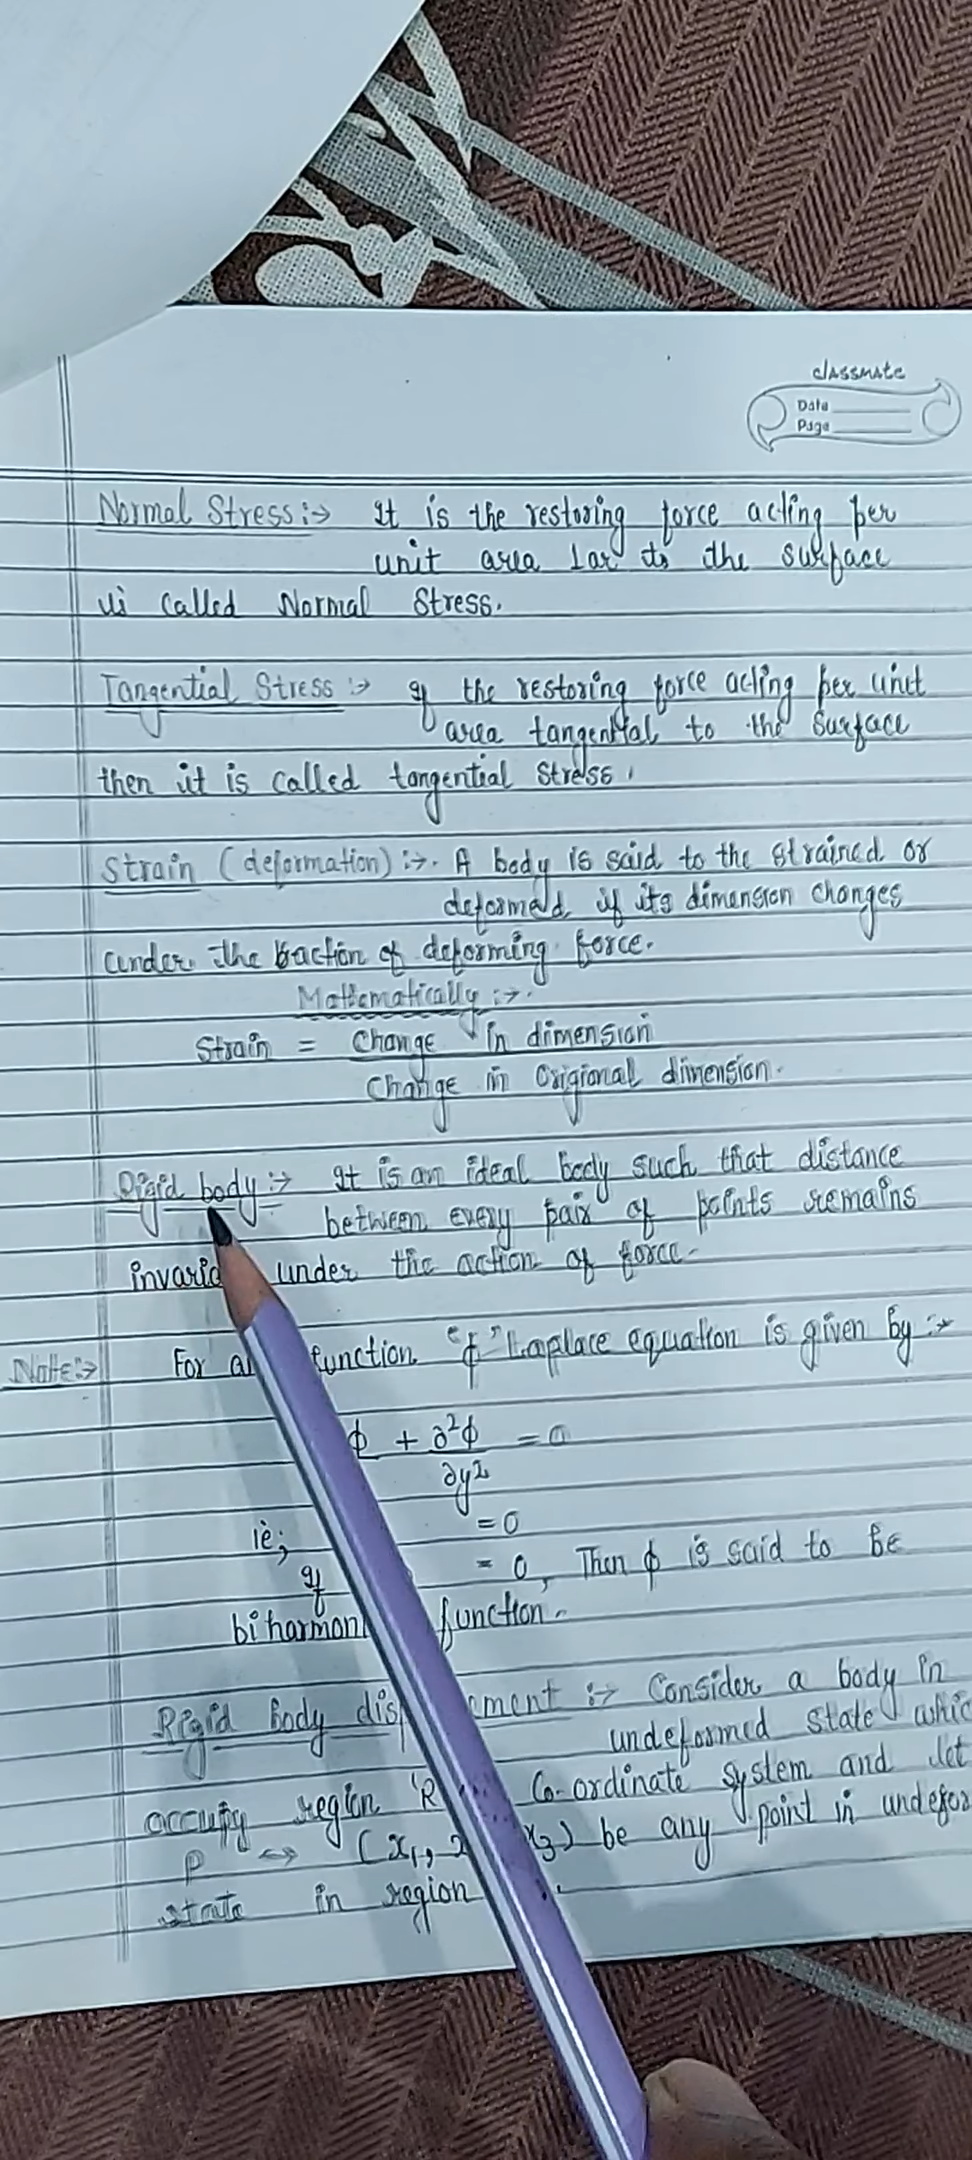 classmate
Date
Page
Normal Stress :→ It is the restoring force acting per
unit area ⊥ar to the surface
is called Normal Stress.
Tangential Stress :→ If the restoring force acting per unit
area tangential to the surface
then it is called tangential stress.
Strain (deformation) :→. A body is said to the strained or
deformed if its dimension changes
under the action of deforming force.
Mathematically :→.
Strain = Change in dimension
Change in Origional dimension.
Rigid body :→ It is an ideal body such that distance
between every pair of points remains
invaria under the action of force.
Note :→ For a function "ϕ" Laplace equation is given by :→
ϕ + ∂²ϕ = 0
∂y²
= 0
ie;
If = 0, Then ϕ is said to be
biharmon function.
Rigid body dis ement :→ Consider a body in
undeformed state whic
occupy region 'R Co-ordinate system and let
P ↔ (x₁, x x₃) be any point in undefor
state in region